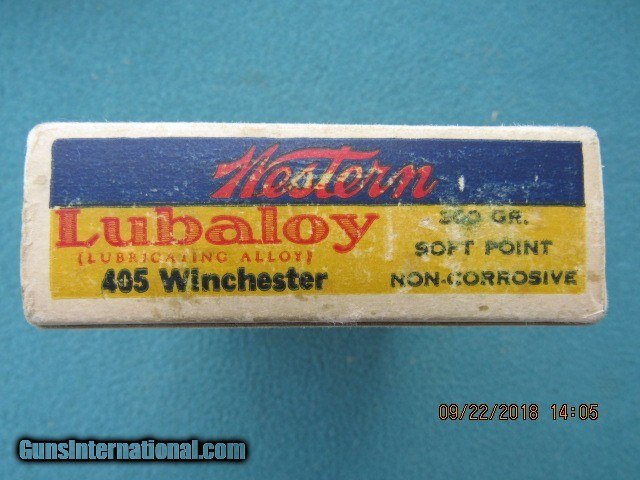 Western
Lubaloy
(LUBRICATING ALLOY)
405 Winchester
300 GR.
SOFT POINT
NON-CORROSIVE
09/22/2018 14:05
GunsInternational.com